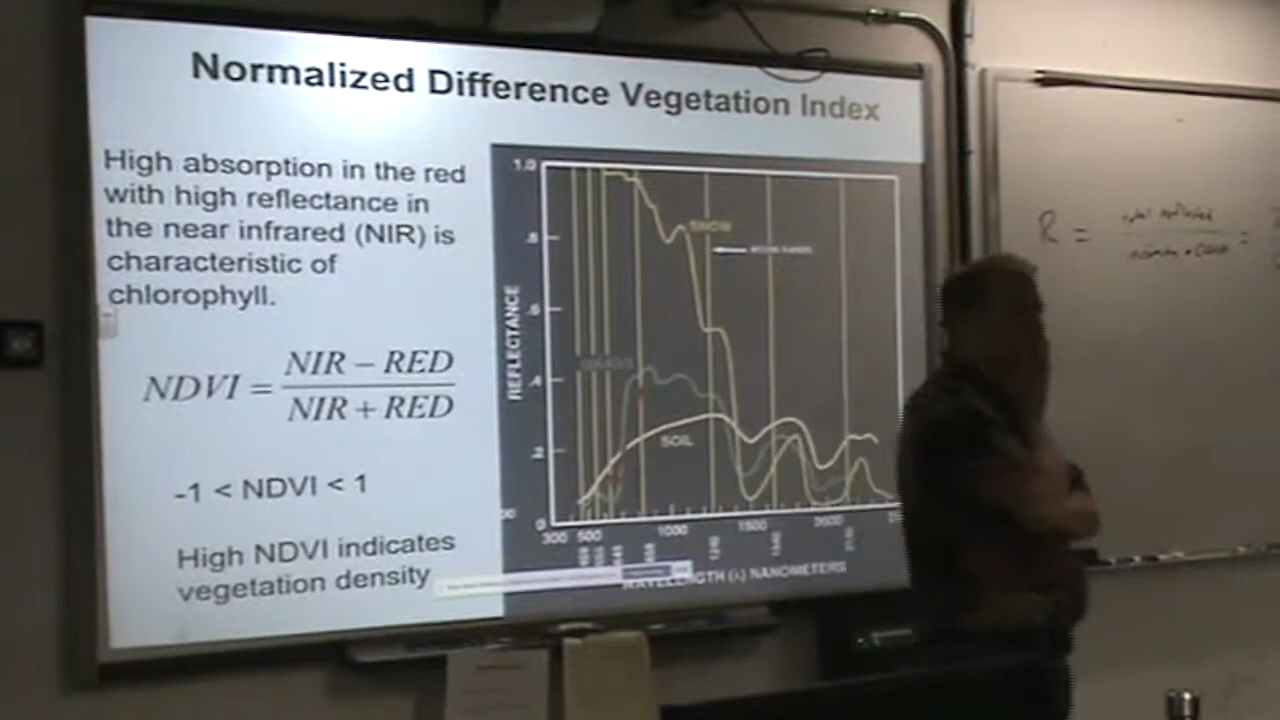 Normalized Difference Vegetation Index
High absorption in the red
with high reflectance in
the near infrared (NIR) is
characteristic of
chlorophyll.
NDVI = NIR – RED
NIR + RED
-1 < NDVI < 1
High NDVI indicates
vegetation density
1.0
SNOW
.8
.6
REFLECTANCE
.4
SOIL
.2
0
300 500 1000 1500 2000
1240
WAVELENGTH (λ) NANOMETERS
R =